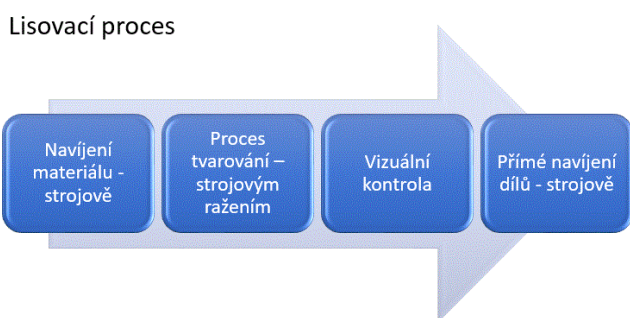 Lisovací proces
Navíjení
materiálu -
strojově
Proces
tvarování –
strojovým
ražením
Vizuální
kontrola
Přímé navíjení
dílů - strojově